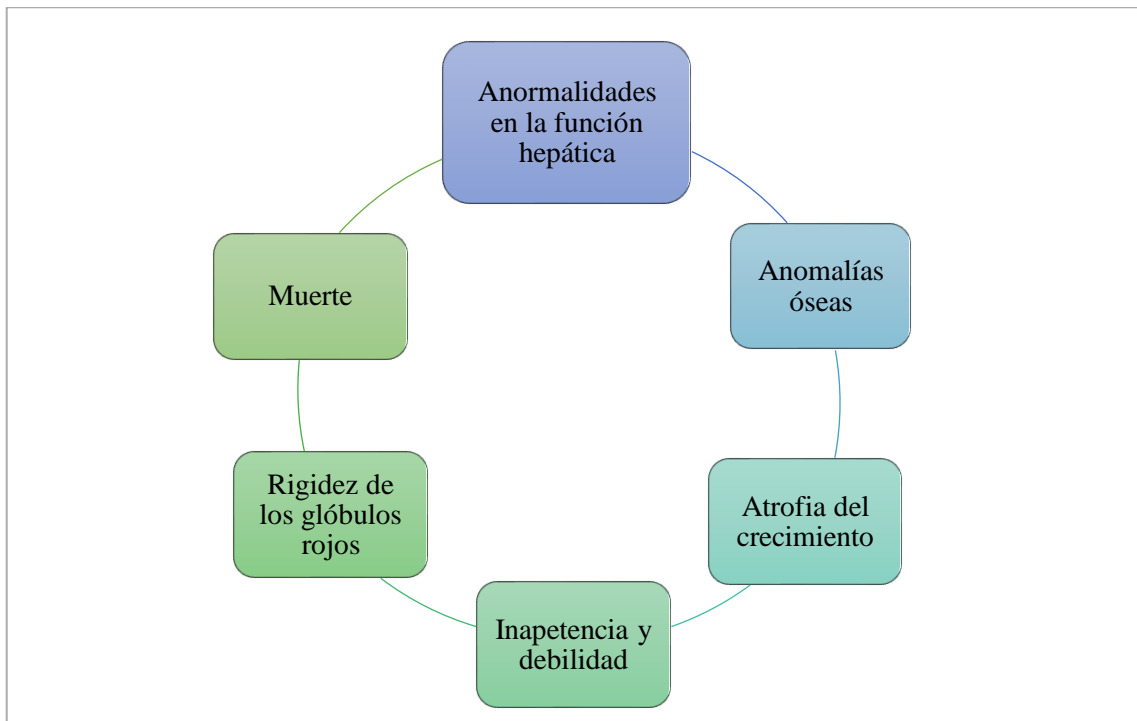 Anormalidades
en la función
hepática
Anomalías
óseas
Atrofia del
crecimiento
Inapetencia y
debilidad
Rigidez de
los glóbulos
rojos
Muerte